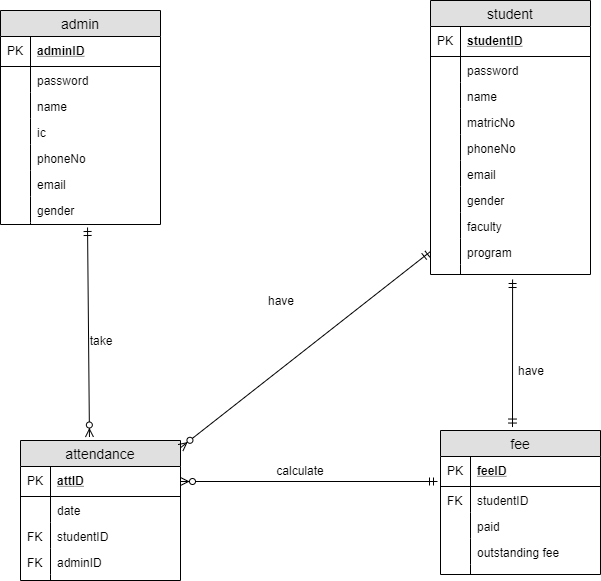 admin
PK adminID
password
name
ic
phoneNo
email
gender
student
PK studentID
password
name
matricNo
phoneNo
email
gender
faculty
program
have
take
have
attendance
PK attID
date
FK studentID
FK adminID
calculate
fee
PK feeID
FK studentID
paid
outstanding fee